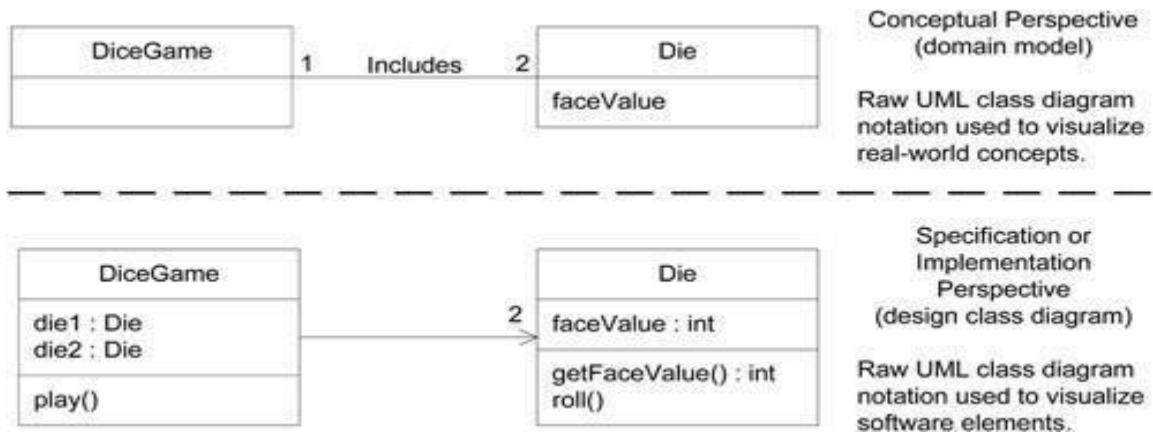 DiceGame
1 Includes 2
Die
faceValue
Conceptual Perspective
(domain model)
Raw UML class diagram
notation used to visualize
real-world concepts.
DiceGame
die1 : Die
die2 : Die
play()
2
Die
faceValue : int
getFaceValue() : int
roll()
Specification or
Implementation
Perspective
(design class diagram)
Raw UML class diagram
notation used to visualize
software elements.